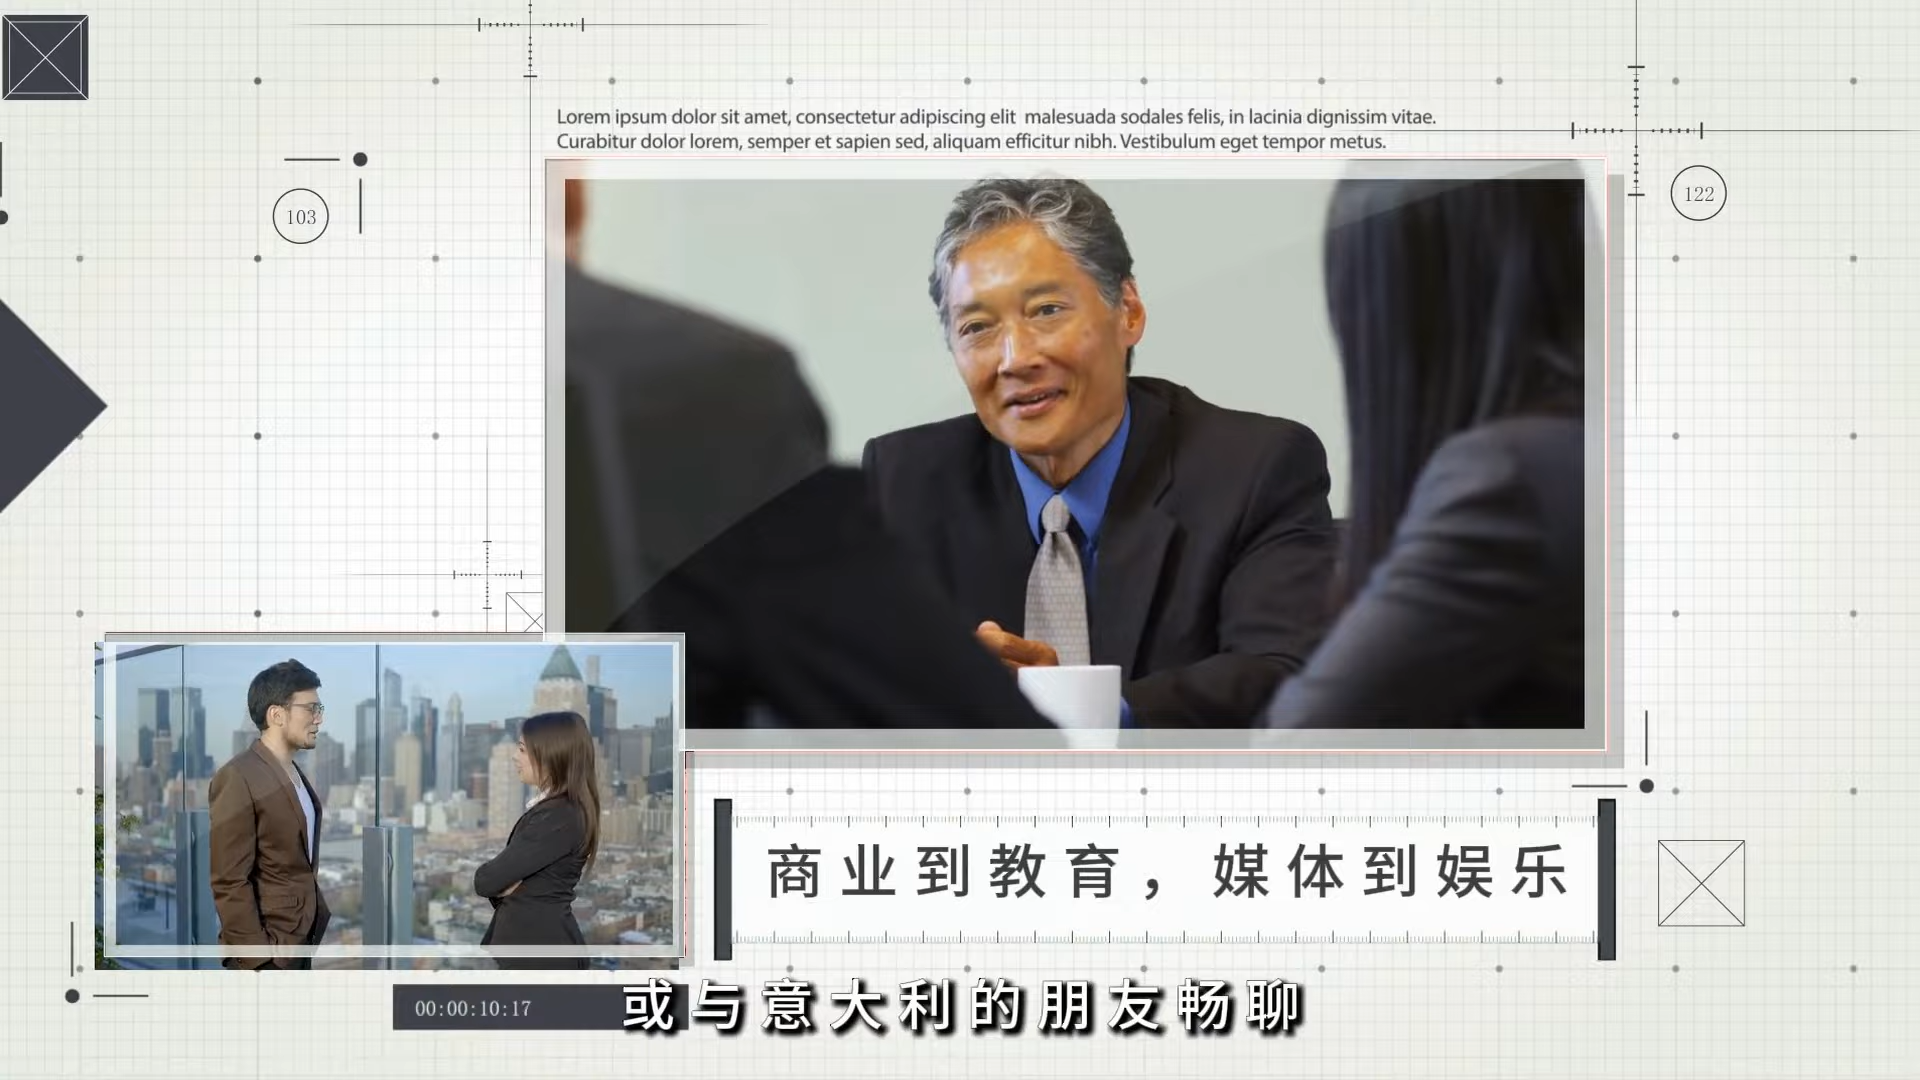 Lorem ipsum dolor sit amet, consectetur adipiscing elit  malesuada sodales felis, in lacinia dignissim vitae.
Curabitur dolor lorem, semper et sapien sed, aliquam efficitur nibh. Vestibulum eget tempor metus.
103
122
商业到教育，媒体到娱乐
00:00:10:17
或与意大利的朋友畅聊